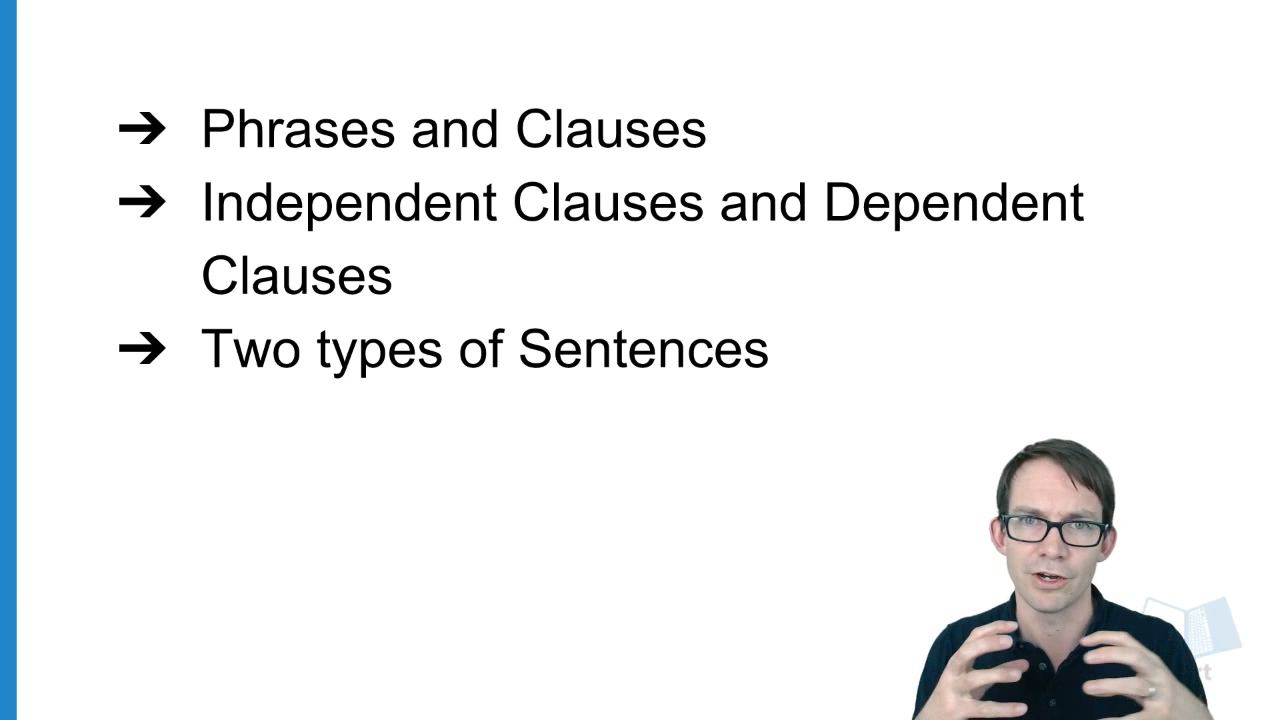 ➔ Phrases and Clauses
➔ Independent Clauses and Dependent
Clauses
➔ Two types of Sentences